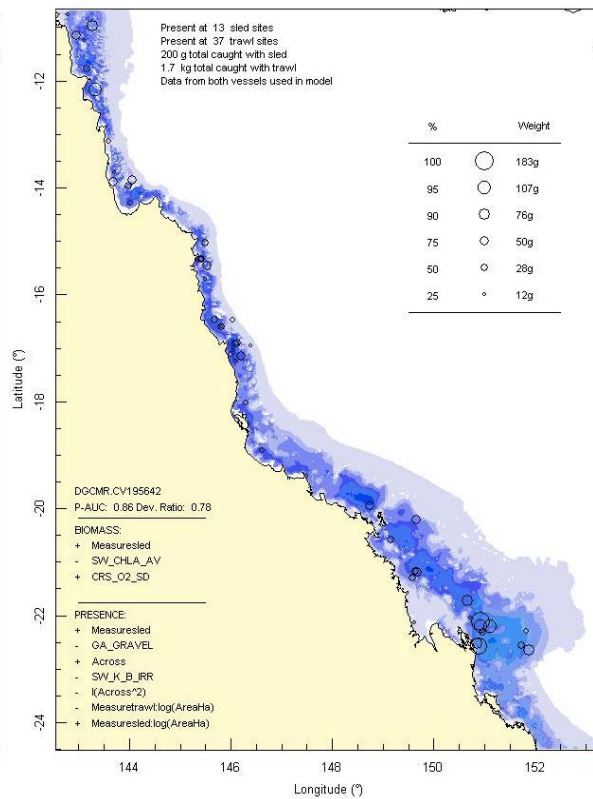 Present at 13 sled sites
Present at 37 trawl sites
200 g total caught with sled
1.7 kg total caught with trawl
Data from both vessels used in model
% Weight
100 183g
95 107g
90 76g
75 50g
50 28g
25 12g
-12
-14
-16
-18
-20
-22
-24
Latitude (°)
DGCMR.CV195642
P-AUC: 0.86 Dev. Ratio: 0.78
BIOMASS:
+ Measuresled
- SW_CHLA_AV
+ CRS_O2_SD
PRESENCE:
+ Measuresled
- GA_GRAVEL
+ Across
- SW_K_B_IRR
- I(Across^2)
- Measuretrawl:log(AreaHa)
+ Measuresled:log(AreaHa)
144 146 148 150 152
Longitude (°)